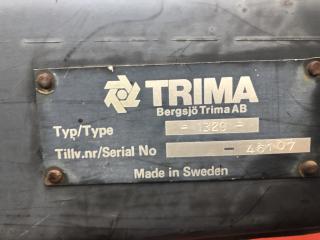 TRIMA
Bergsjö Trima AB
Typ/Type - 1320 -
Tillv.nr/Serial No - 46107
Made in Sweden